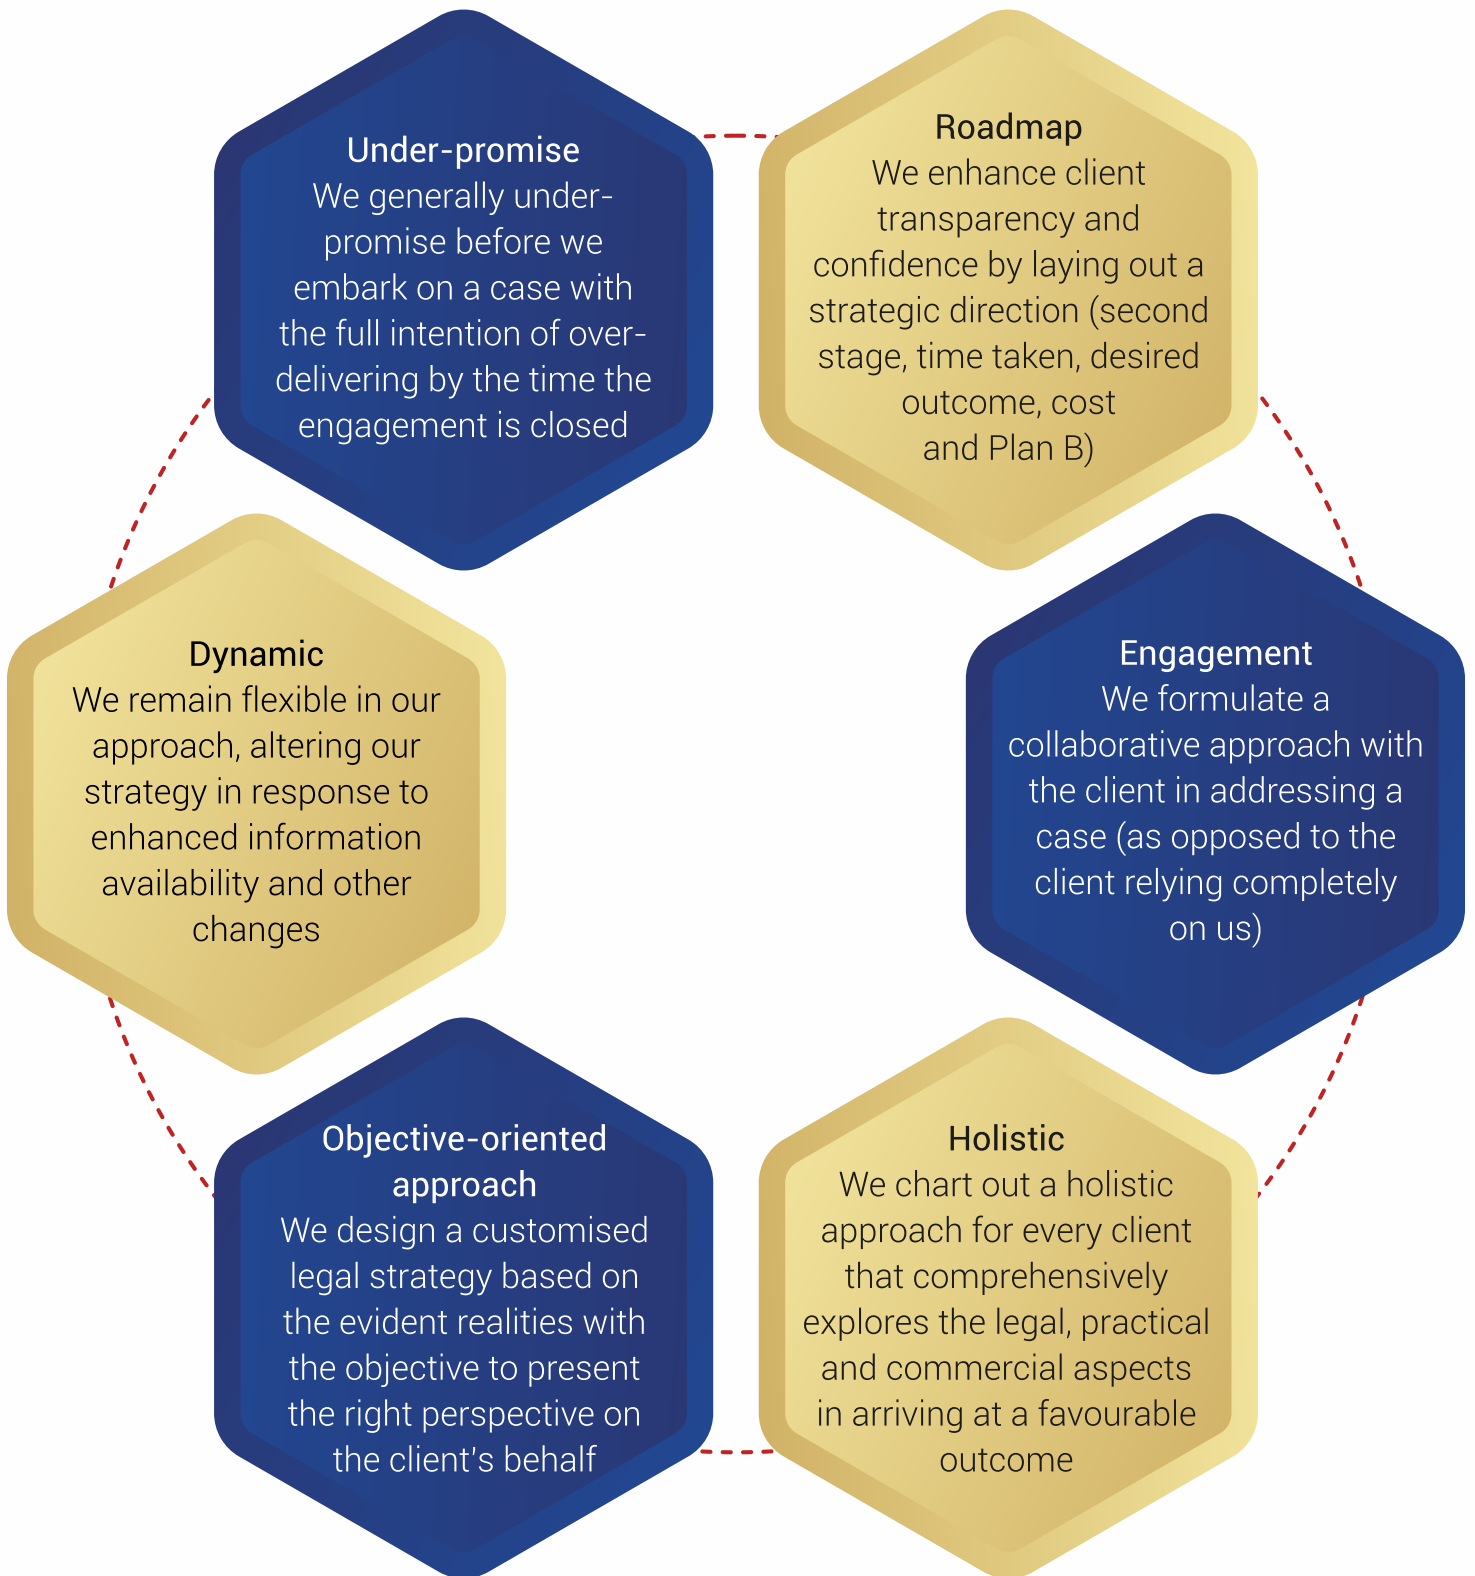 Under-promise
We generally under-
promise before we
embark on a case with
the full intention of over-
delivering by the time the
engagement is closed
Roadmap
We enhance client
transparency and
confidence by laying out a
strategic direction (second
stage, time taken, desired
outcome, cost
and Plan B)
Dynamic
We remain flexible in our
approach, altering our
strategy in response to
enhanced information
availability and other
changes
Engagement
We formulate a
collaborative approach with
the client in addressing a
case (as opposed to the
client relying completely
on us)
Objective-oriented
approach
We design a customised
legal strategy based on
the evident realities with
the objective to present
the right perspective on
the client's behalf
Holistic
We chart out a holistic
approach for every client
that comprehensively
explores the legal, practical
and commercial aspects
in arriving at a favourable
outcome